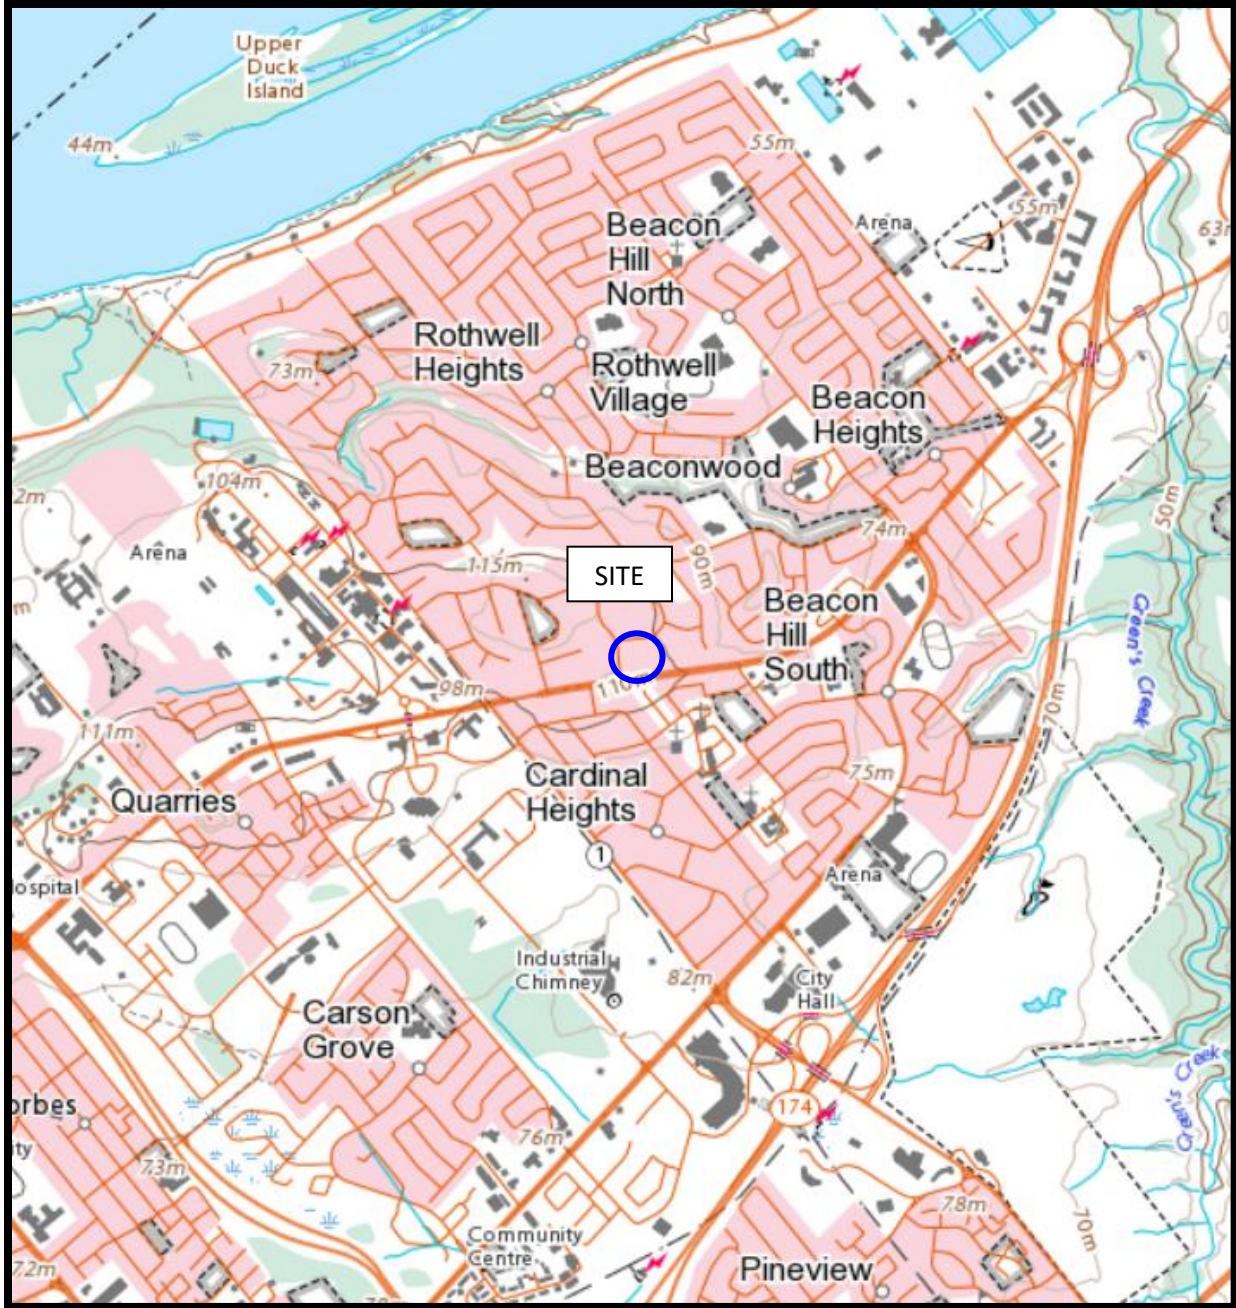 Upper
Duck
Island
44m
55m
Beacon
Hill
North
Arena
55m
Rothwell
Heights
73m
Rothwell
Village
Beacon
Heights
Beaconwood
104m
74m
50m
Arena
115m
90m
SITE
Beacon
Hill
South
Green's Creek
98m
70m
111m
75m
Cardinal
Heights
Quarries
1
Arena
Industrial
Chimney
82m
City
Hall
Carson
Grove
Green's Creek
174
76m
73m
78m
70m
Community
Centre
72m
Pineview